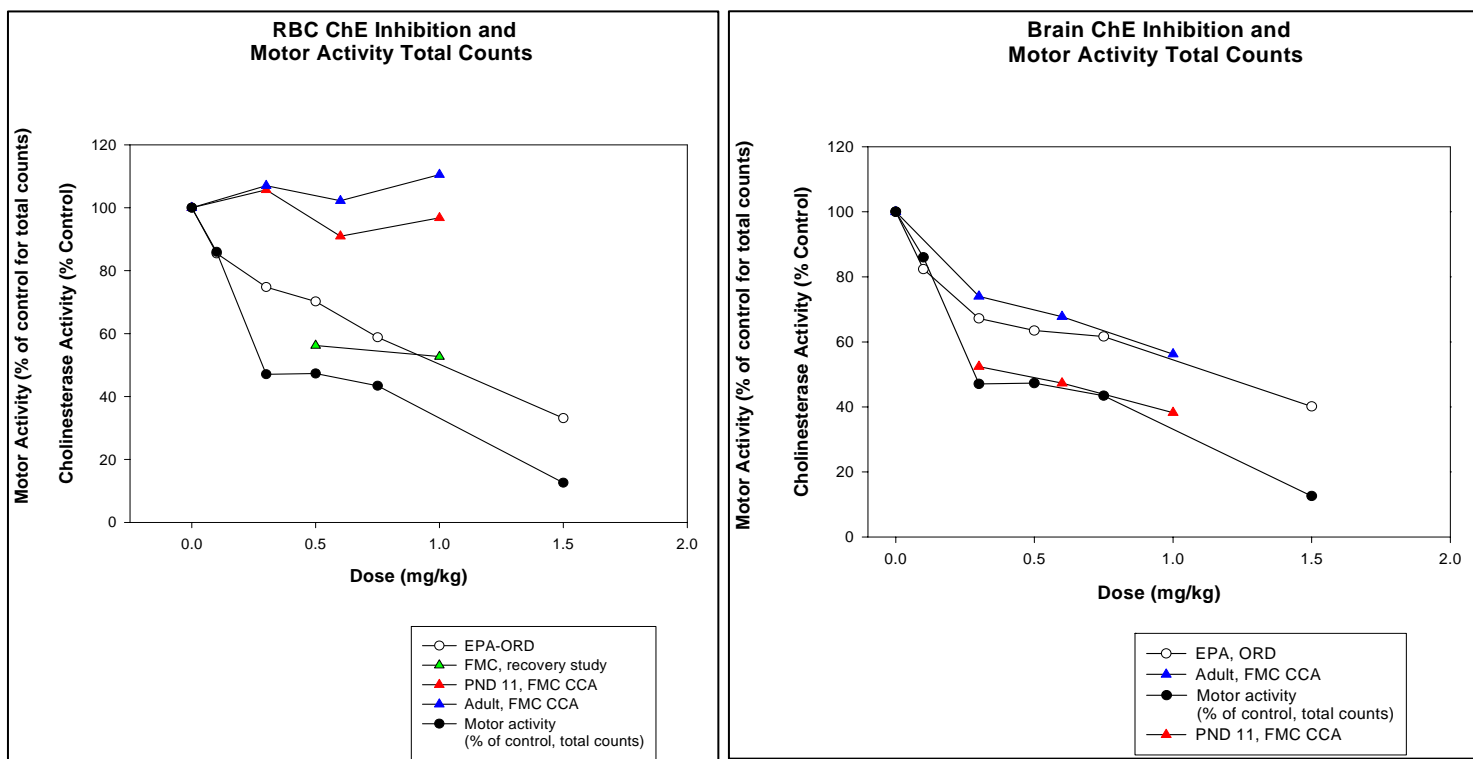 RBC ChE Inhibition and
Motor Activity Total Counts
Motor Activity (% of control for total counts)
Cholinesterase Activity (% Control)
120
100
80
60
40
20
0
0.0 0.5 1.0 1.5 2.0
Dose (mg/kg)
EPA-ORD
FMC, recovery study
PND 11, FMC CCA
Adult, FMC CCA
Motor activity
(% of control, total counts)
Brain ChE Inhibition and
Motor Activity Total Counts
Motor Activity (% of control for total counts)
Cholinesterase Activity (% Control)
120
100
80
60
40
20
0
0.0 0.5 1.0 1.5 2.0
Dose (mg/kg)
EPA, ORD
Adult, FMC CCA
Motor activity
(% of control, total counts)
PND 11, FMC CCA